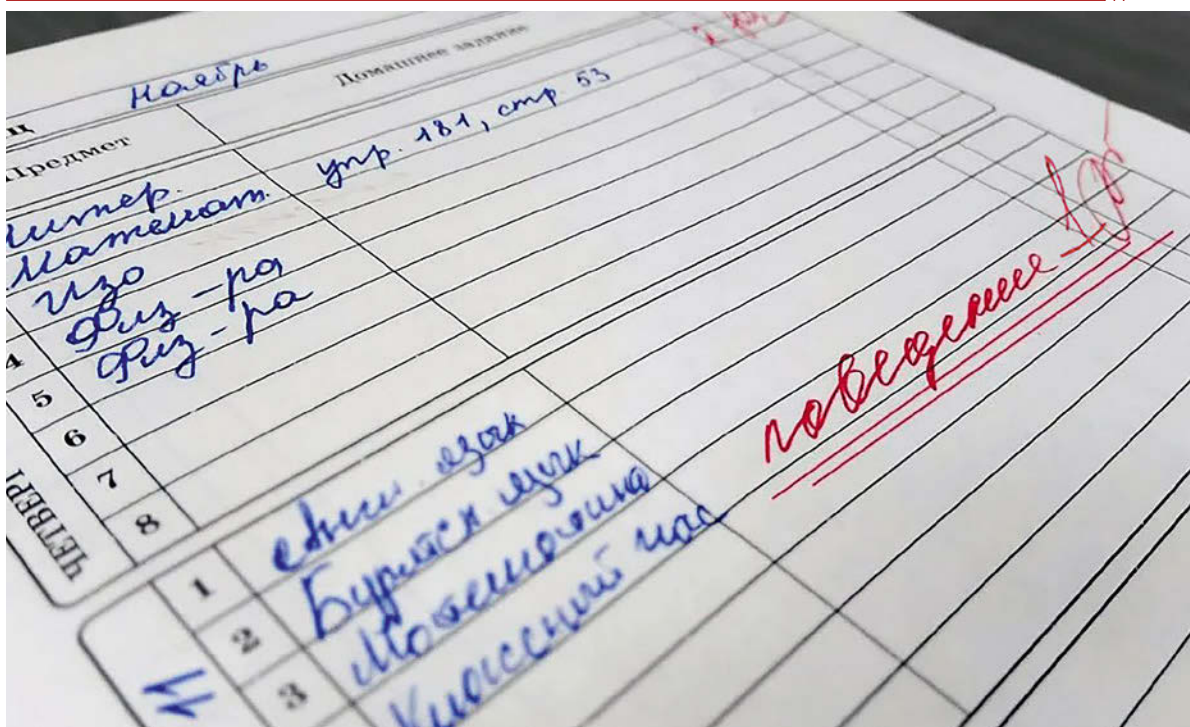 ц Ноябрь
Предмет Домашнее задание
Литер.
Математ. упр. 181, стр 53
Изо
4 Физ-ра
5 Физ-ра
6
7
8
ЧЕТВЕРГ
поведение
1 Англ. язык
2 Бурятск язык
3 Математика
Классный час